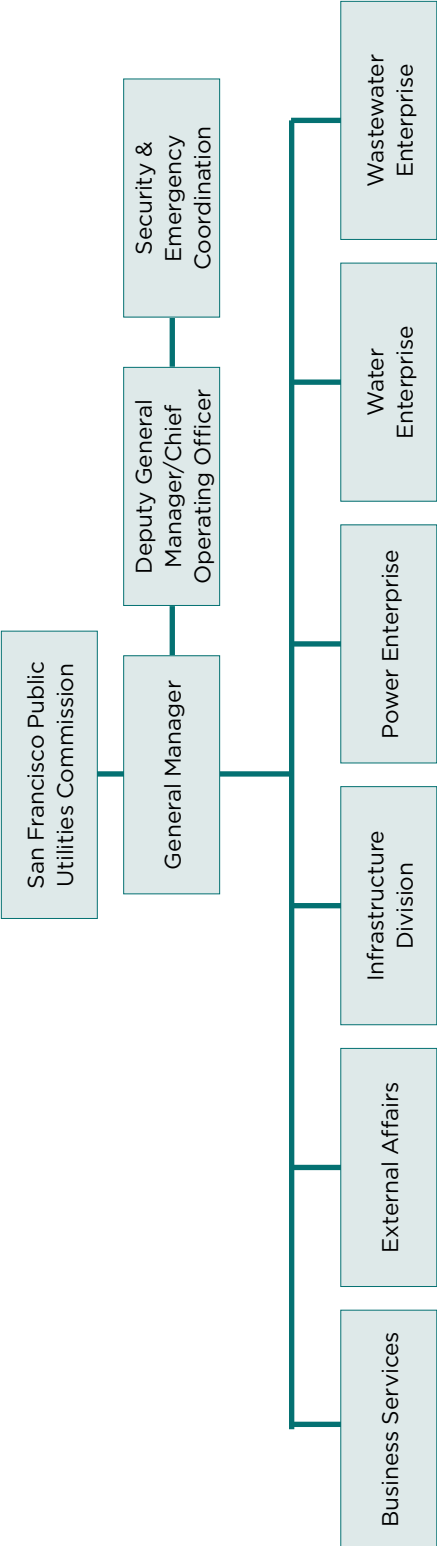 San Francisco Public
Utilities Commission
General Manager
Deputy General
Manager/Chief
Operating Officer
Security &
Emergency
Coordination
Business Services
External Affairs
Infrastructure
Division
Power Enterprise
Water
Enterprise
Wastewater
Enterprise